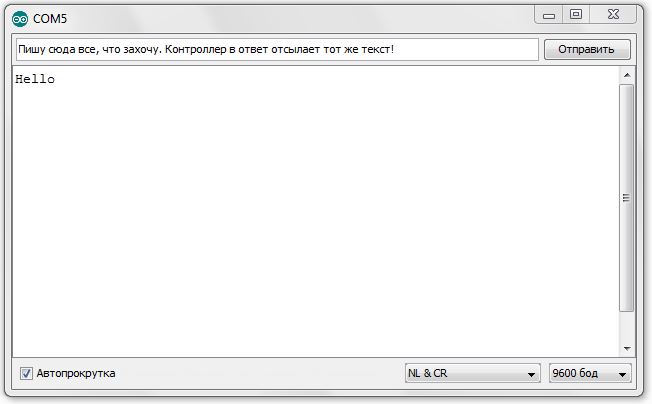 COM5
Пишу сюда все, что захочу. Контроллер в ответ отсылает тот же текст!
Отправить
Hello
Автопрокрутка
NL & CR
9600 бод